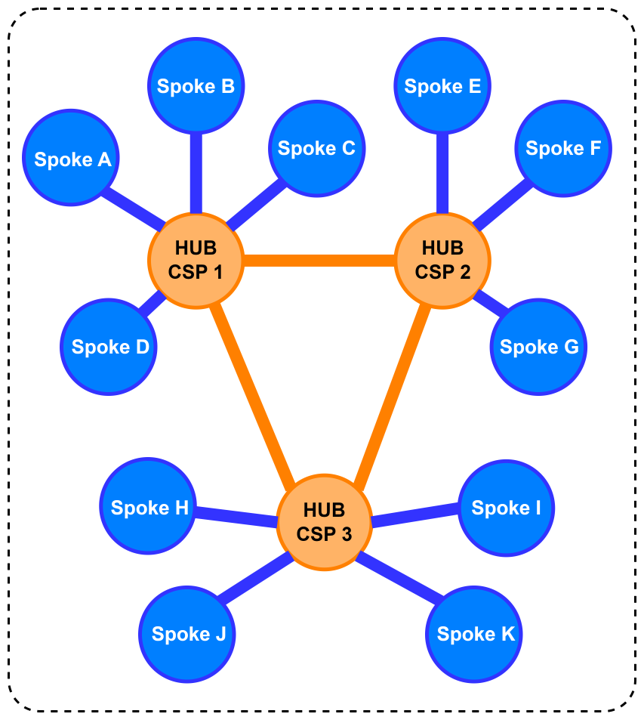 Spoke B
Spoke E
Spoke A
Spoke C
Spoke F
HUB
CSP 1
HUB
CSP 2
Spoke D
Spoke G
Spoke H
HUB
CSP 3
Spoke I
Spoke J
Spoke K